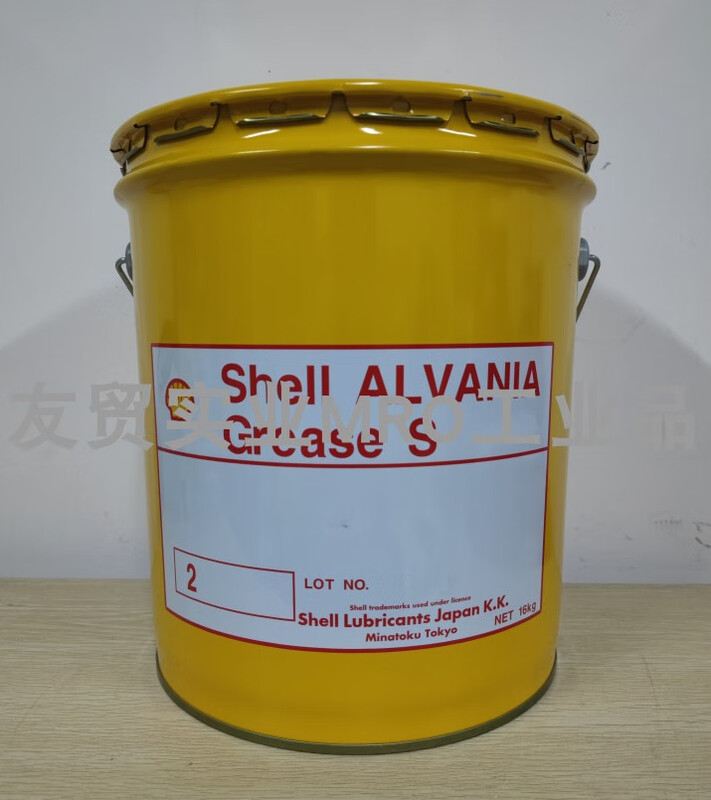 Shell ALVANIA
Grease S
友贸实业MRO工业品
2
LOT NO.
Shell trademarks used under licence
Shell Lubricants Japan K.K.
Minatoku Tokyo
NET 16kg